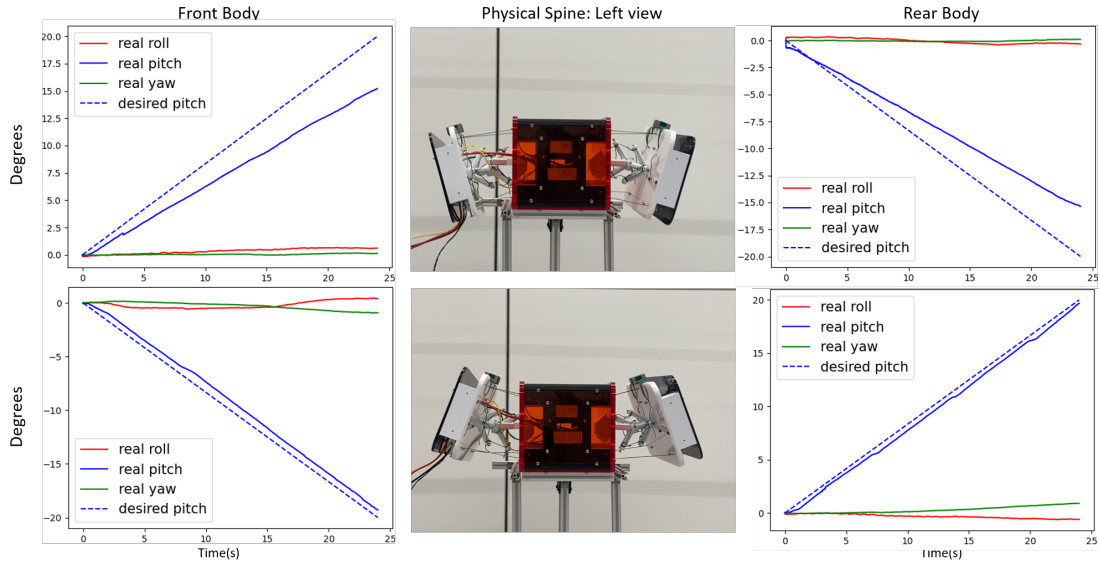 Front Body
Physical Spine: Left view
Rear Body
Degrees
20.0
17.5
15.0
12.5
10.0
7.5
5.0
2.5
0.0
real roll
real pitch
real yaw
desired pitch
0 5 10 15 20 25
0.0
−2.5
−5.0
−7.5
−10.0
−12.5
−15.0
−17.5
−20.0
real roll
real pitch
real yaw
desired pitch
0 5 10 15 20 25
Degrees
0
−5
−10
−15
−20
real roll
real pitch
real yaw
desired pitch
0 5 10 15 20 25
Time(s)
20
15
10
5
0
real roll
real pitch
real yaw
desired pitch
0 5 10 15 20 25
Time(s)